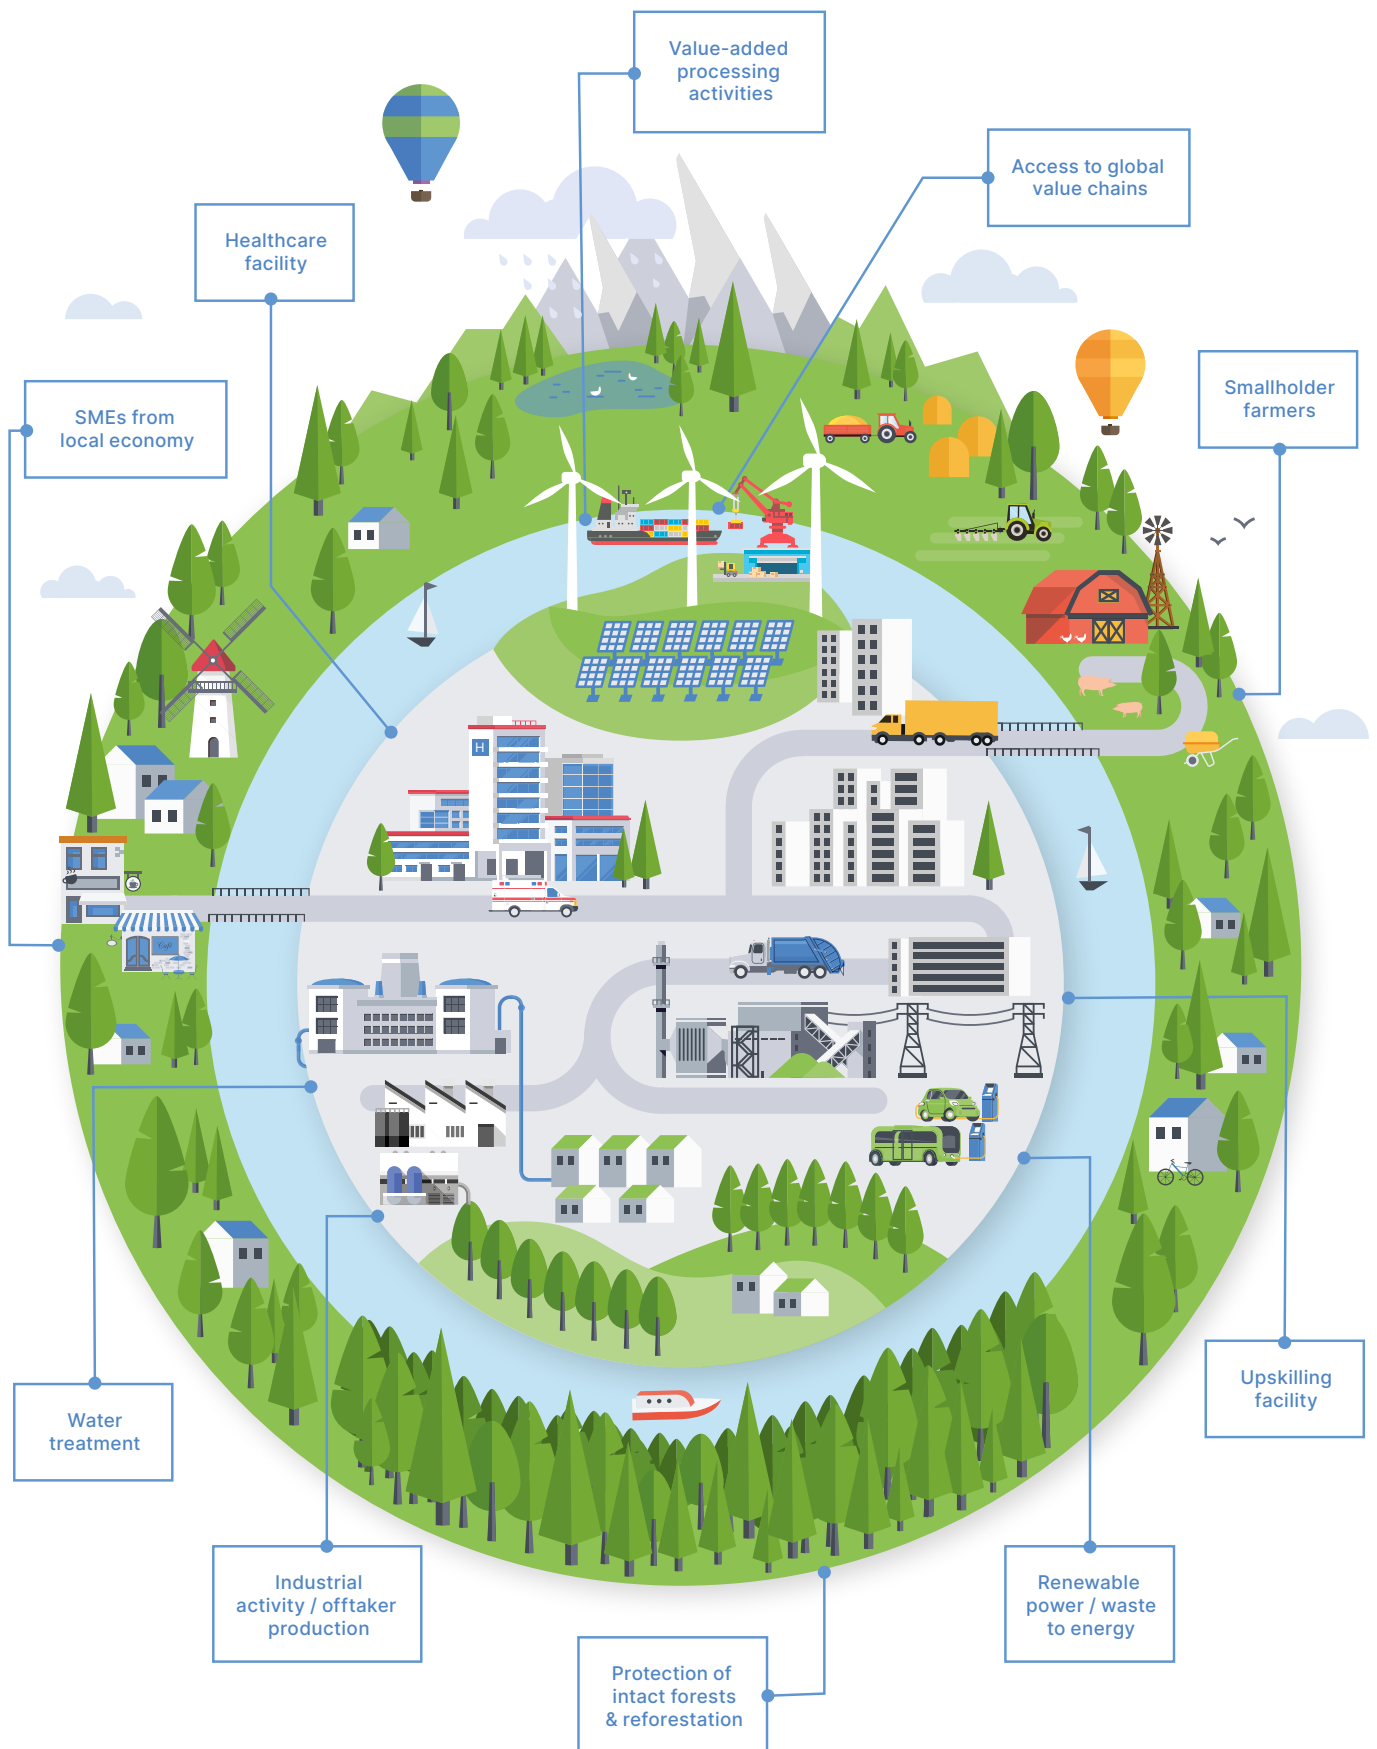 Value-added
processing
activities
Access to global
value chains
Healthcare
facility
Smallholder
farmers
SMEs from
local economy
H
Café
Water
treatment
Upskilling
facility
Industrial
activity / offtaker
production
Renewable
power / waste
to energy
Protection of
intact forests
& reforestation